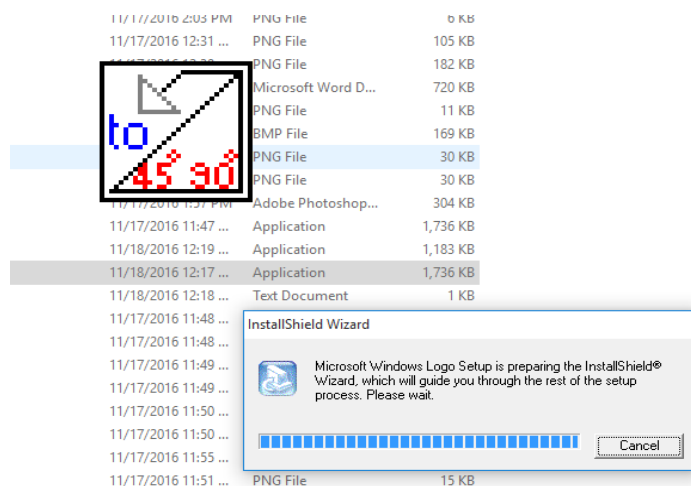 11/17/2016 2:03 PM PNG File 6 KB
11/17/2016 12:31 ... PNG File 105 KB
PNG File 182 KB
Microsoft Word D... 720 KB
PNG File 11 KB
to
BMP File 169 KB
PNG File 30 KB
45° 90°
PNG File 30 KB
11/17/2016 1:57 PM Adobe Photoshop... 304 KB
11/17/2016 11:47 ... Application 1,736 KB
11/18/2016 12:19 ... Application 1,183 KB
11/18/2016 12:17 ... Application 1,736 KB
11/18/2016 12:18 ... Text Document 1 KB
11/17/2016 11:48 ...
InstallShield Wizard
11/17/2016 11:48 ...
11/17/2016 11:49 ...
Microsoft Windows Logo Setup is preparing the InstallShield®
Wizard, which will guide you through the rest of the setup
process. Please wait.
11/17/2016 11:49 ...
11/17/2016 11:50 ...
11/17/2016 11:50 ...
Cancel
11/17/2016 11:55 ...
11/17/2016 11:51 ... PNG File 15 KB